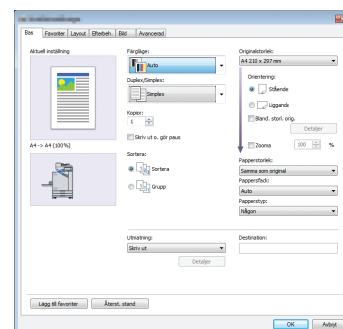 Bas Favoriter Layout Efterbeh. Bild Avancerad
Aktuell inställning
A4 -> A4 (100%)
Färgläge:
Auto
Duplex/Simplex:
Simplex
Kopior:
1
Skriv ut o. gör paus
Sortera:
Sortera
Grupp
Utmatning:
Skriv ut
Detaljer
Originalstorlek:
A4 210 x 297 mm
Orientering:
Stående
Liggande
Bland. storl. orig.
Detaljer
Zooma 100 %
Papperstorlek:
Samma som original
Pappersfack:
Auto
Papperstyp:
Någon
Destination:
Lägg till favoriter Återst. stand
OK Avbryt